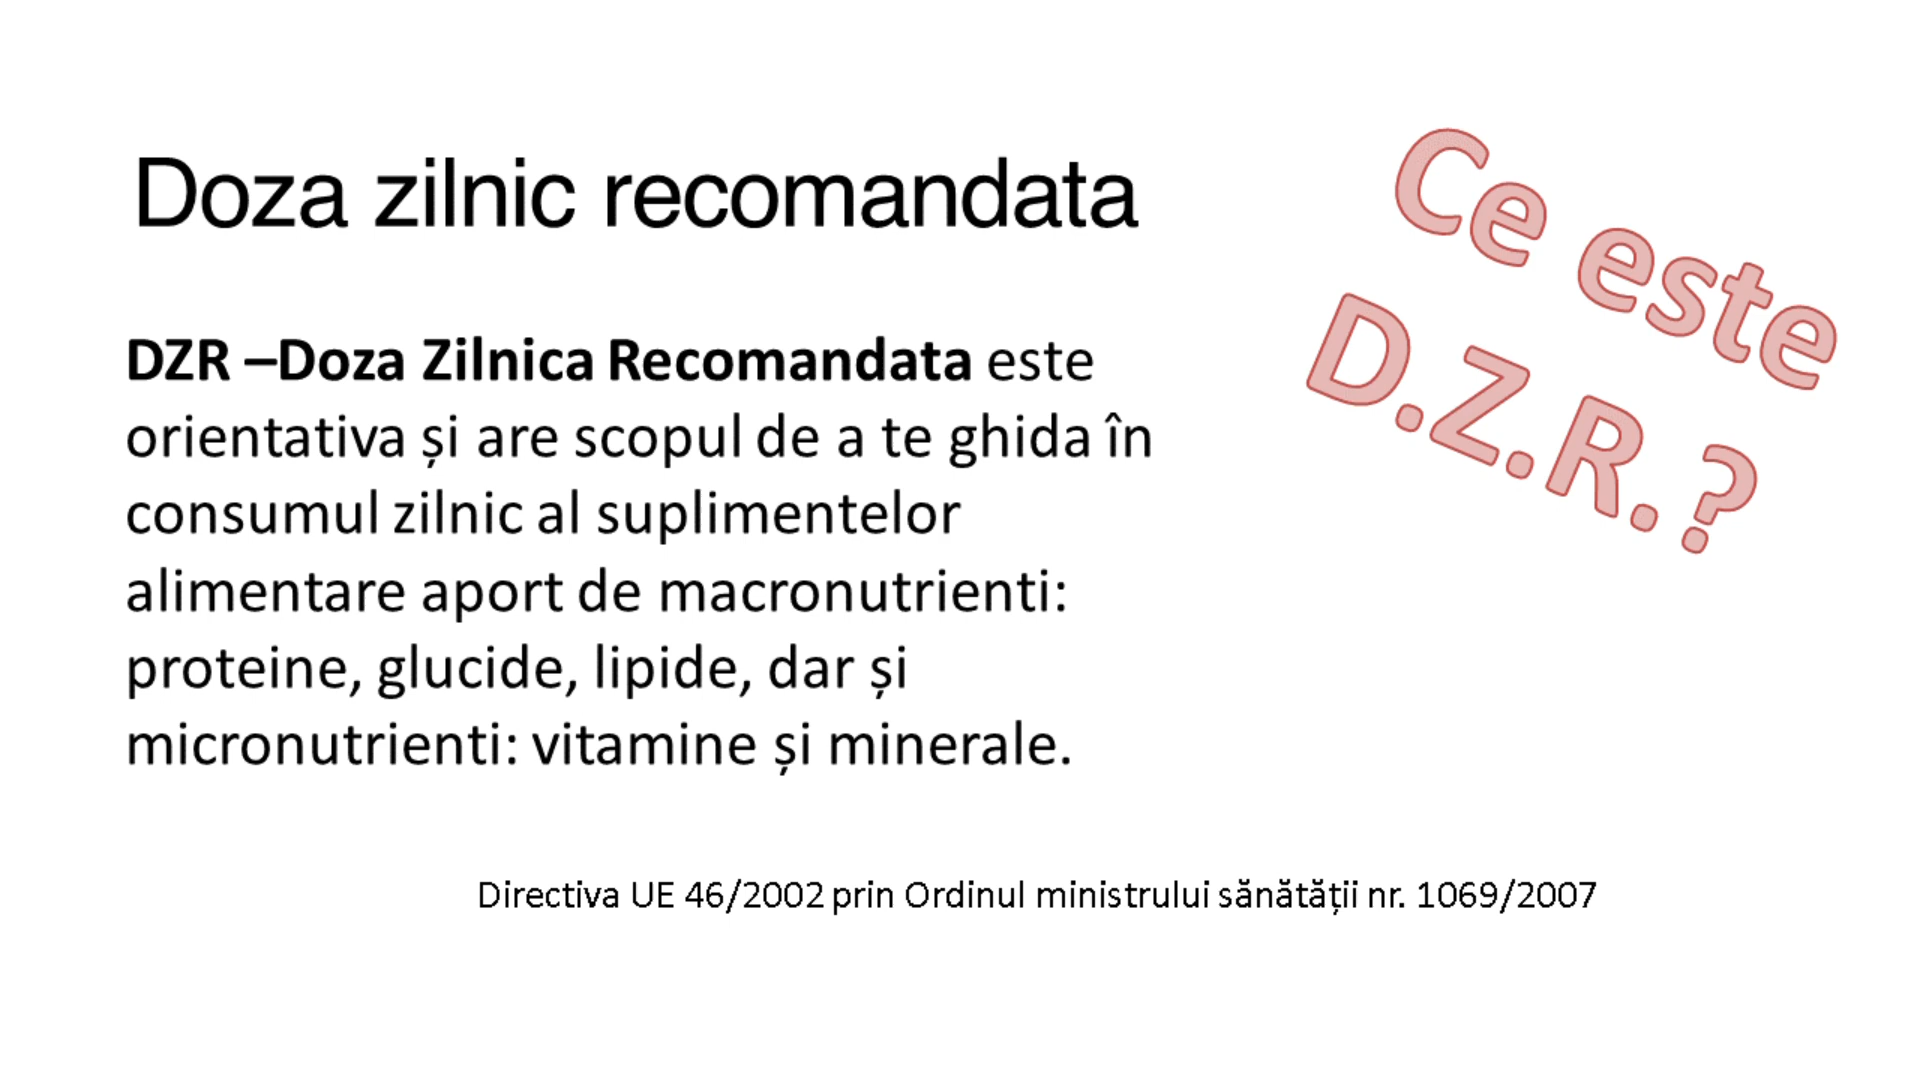 Doza zilnic recomandata
Ce este
D.Z.R.?
DZR –Doza Zilnica Recomandata este
orientativa și are scopul de a te ghida în
consumul zilnic al suplimentelor
alimentare aport de macronutrienti:
proteine, glucide, lipide, dar și
micronutrienti: vitamine și minerale.
Directiva UE 46/2002 prin Ordinul ministrului sănătății nr. 1069/2007